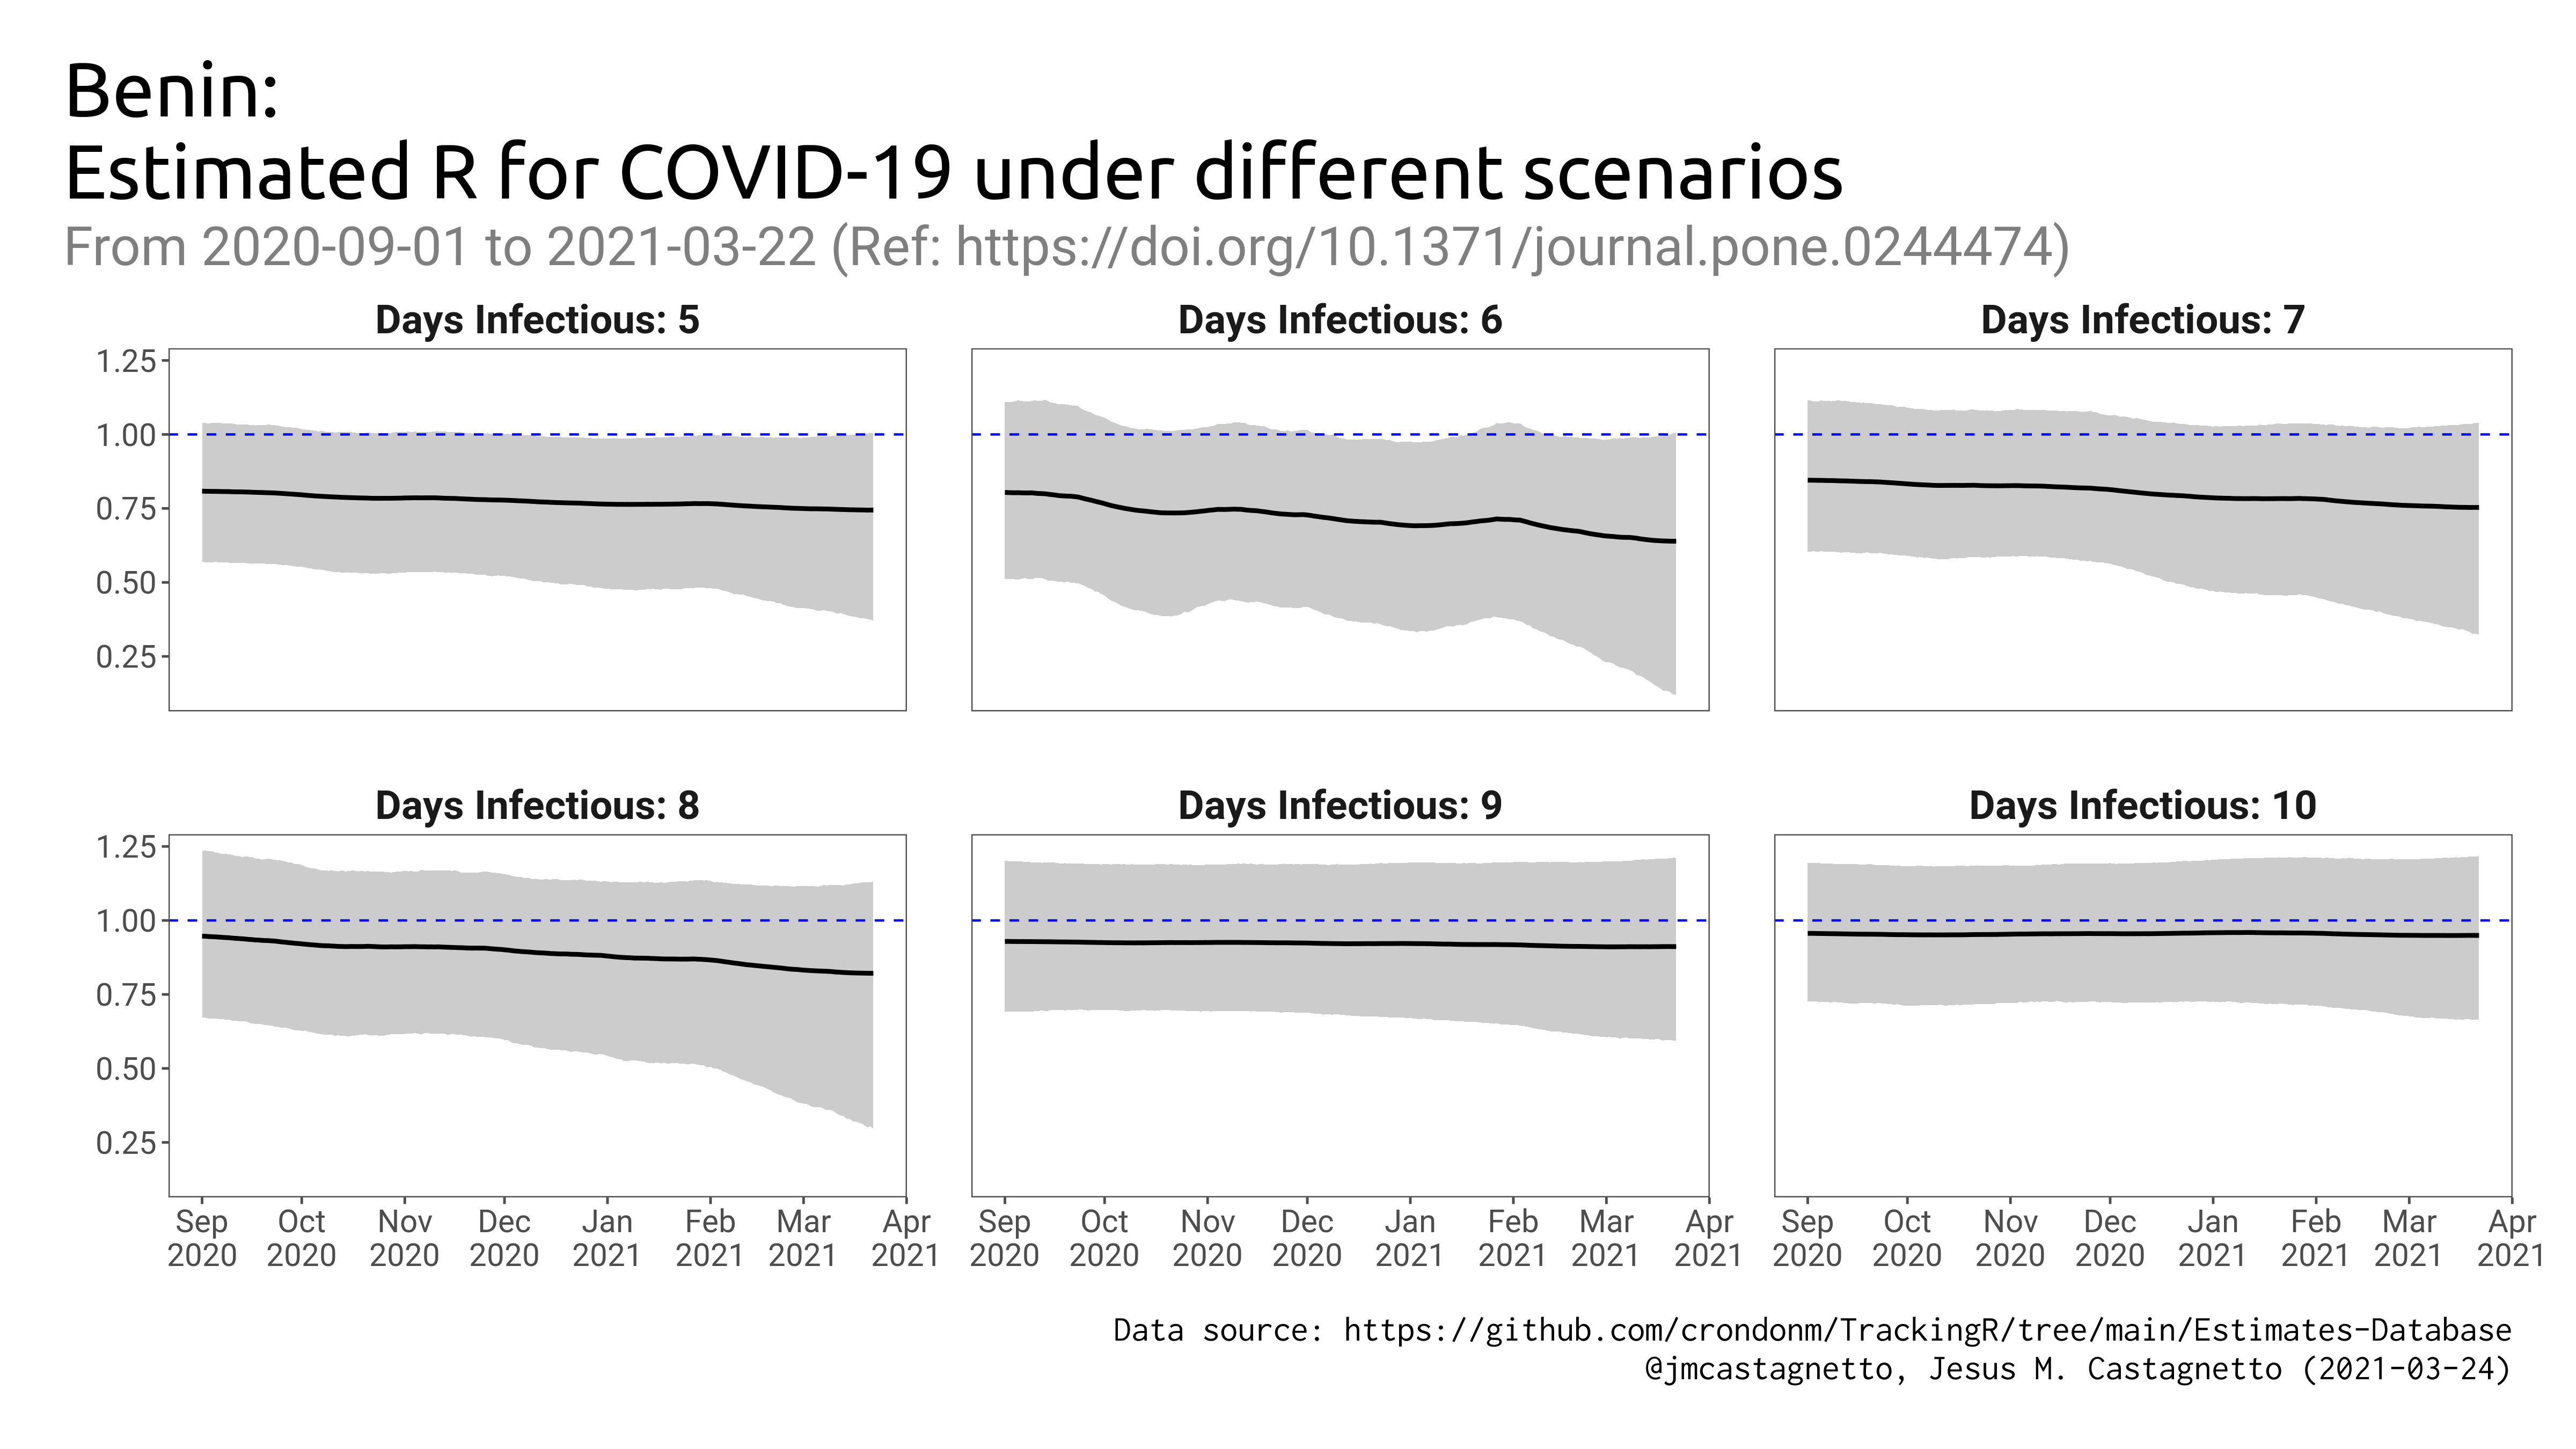 Benin:
Estimated R for COVID-19 under different scenarios
From 2020-09-01 to 2021-03-22 (Ref: https://doi.org/10.1371/journal.pone.0244474)
Days Infectious: 5
Days Infectious: 6
Days Infectious: 7
1.25
1.00
0.75
0.50
0.25
Days Infectious: 8
Days Infectious: 9
Days Infectious: 10
1.25
1.00
0.75
0.50
0.25
Sep 2020
Oct 2020
Nov 2020
Dec 2020
Jan 2021
Feb 2021
Mar 2021
Apr 2021
Sep 2020
Oct 2020
Nov 2020
Dec 2020
Jan 2021
Feb 2021
Mar 2021
Apr 2021
Sep 2020
Oct 2020
Nov 2020
Dec 2020
Jan 2021
Feb 2021
Mar 2021
Apr 2021
Data source: https://github.com/crondonm/TrackingR/tree/main/Estimates-Database
@jmcastagnetto, Jesus M. Castagnetto (2021-03-24)